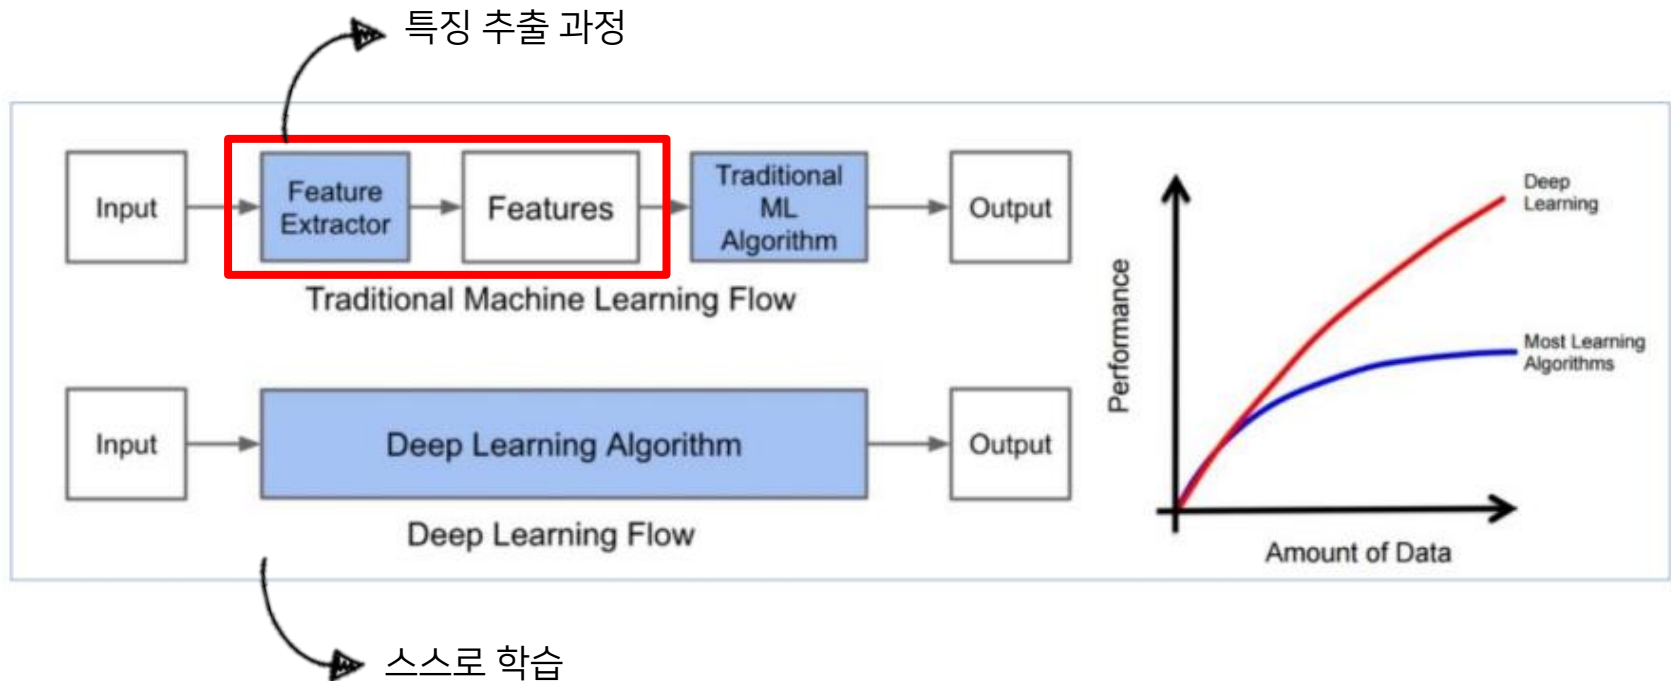 특징 추출 과정
Input
Feature
Extractor
Features
Traditional
ML
Algorithm
Output
Traditional Machine Learning Flow
Input
Deep Learning Algorithm
Output
Deep Learning Flow
Performance
Deep
Learning
Most Learning
Algorithms
Amount of Data
스스로 학습